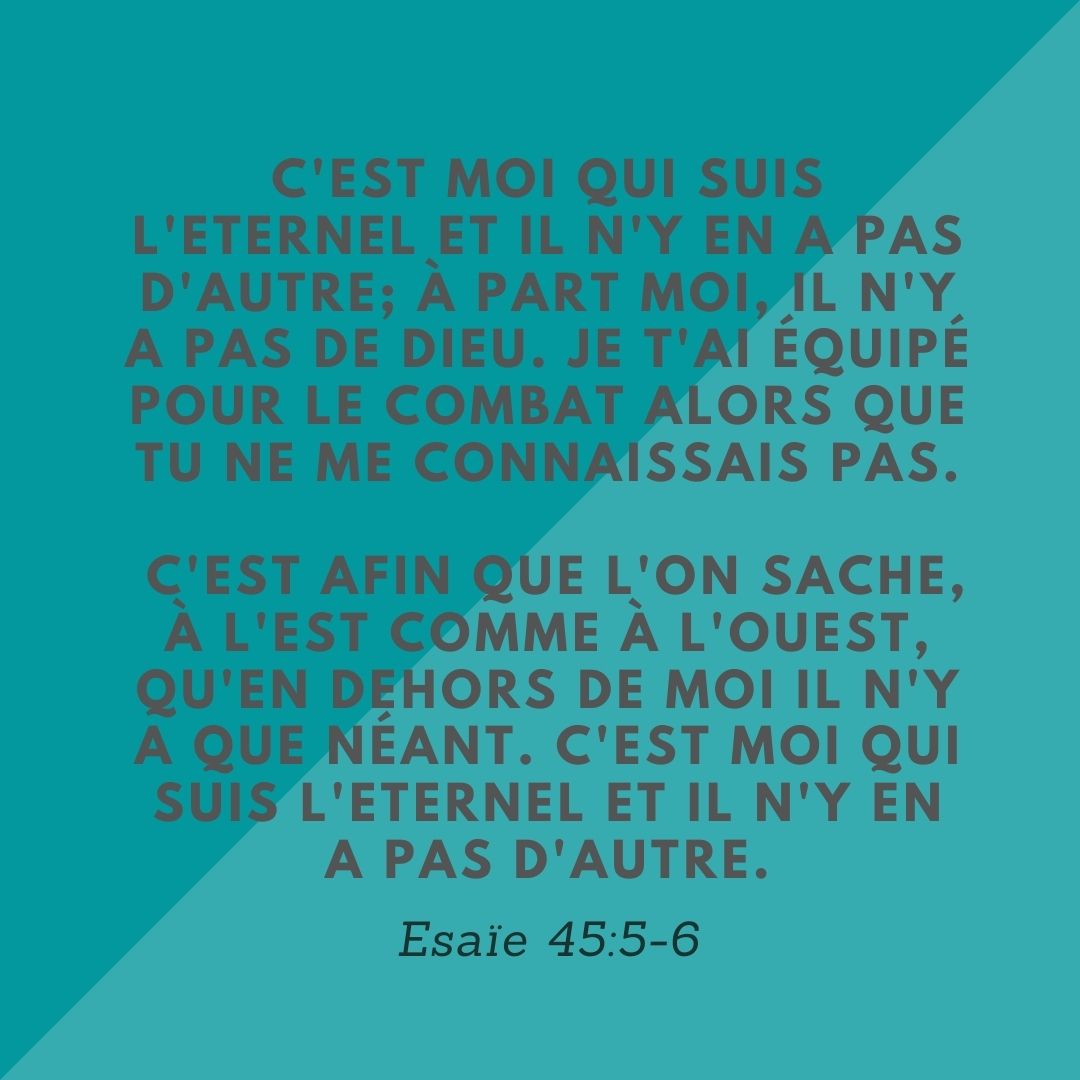 C'EST MOI QUI SUIS
L'ETERNEL ET IL N'Y EN A PAS
D'AUTRE; À PART MOI, IL N'Y
A PAS DE DIEU. JE T'AI ÉQUIPÉ
POUR LE COMBAT ALORS QUE
TU NE ME CONNAISSAIS PAS.
C'EST AFIN QUE L'ON SACHE,
À L'EST COMME À L'OUEST,
QU'EN DEHORS DE MOI IL N'Y
A QUE NÉANT. C'EST MOI QUI
SUIS L'ETERNEL ET IL N'Y EN
A PAS D'AUTRE.
Esaïe 45:5-6